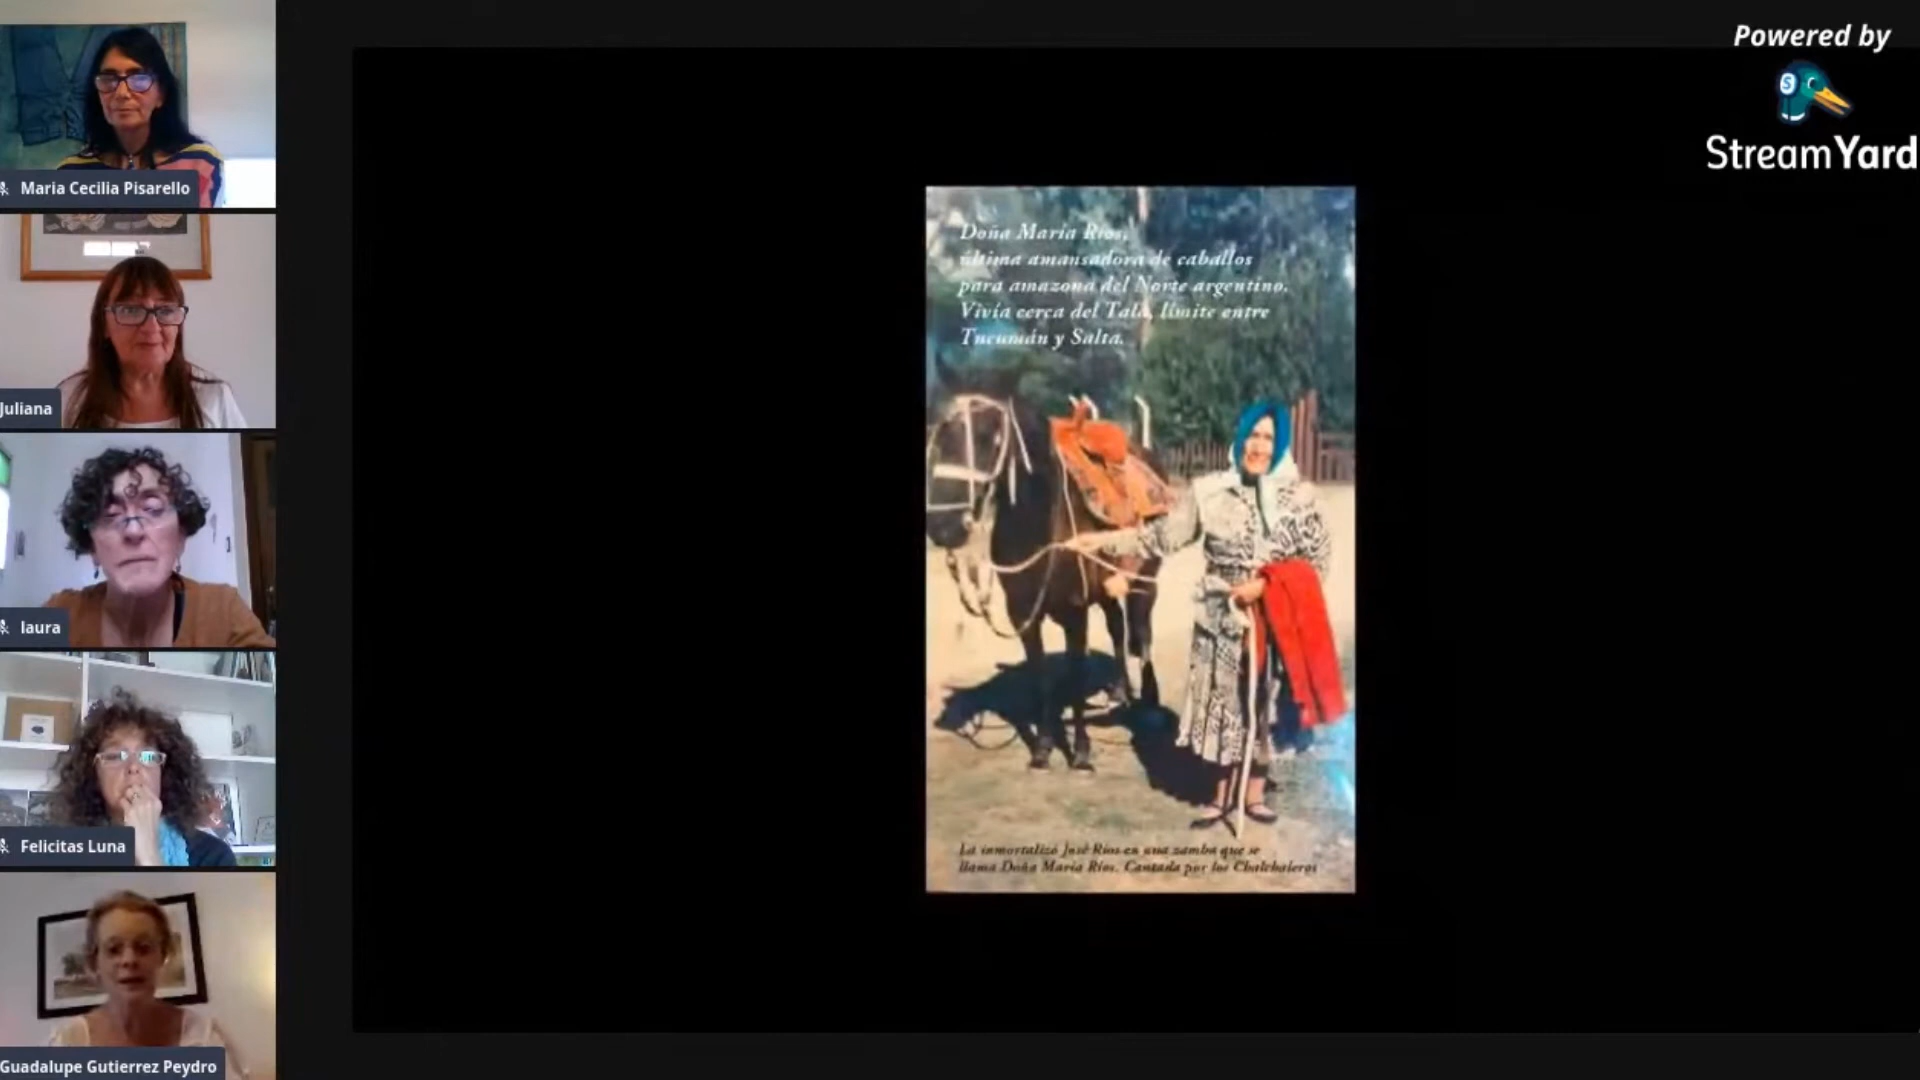 Powered by
StreamYard
Maria Cecilia Pisarello
Juliana
laura
Felicitas Luna
Guadalupe Gutierrez Peydro
Doña María Ríos,
última amansadora de caballos
para amazona del Norte argentino.
Vivía cerca del Tala, límite entre
Tucumán y Salta.
La inmortalizó José Ríos en una zamba que se
llama Doña María Ríos. Cantada por los Chalchaleros